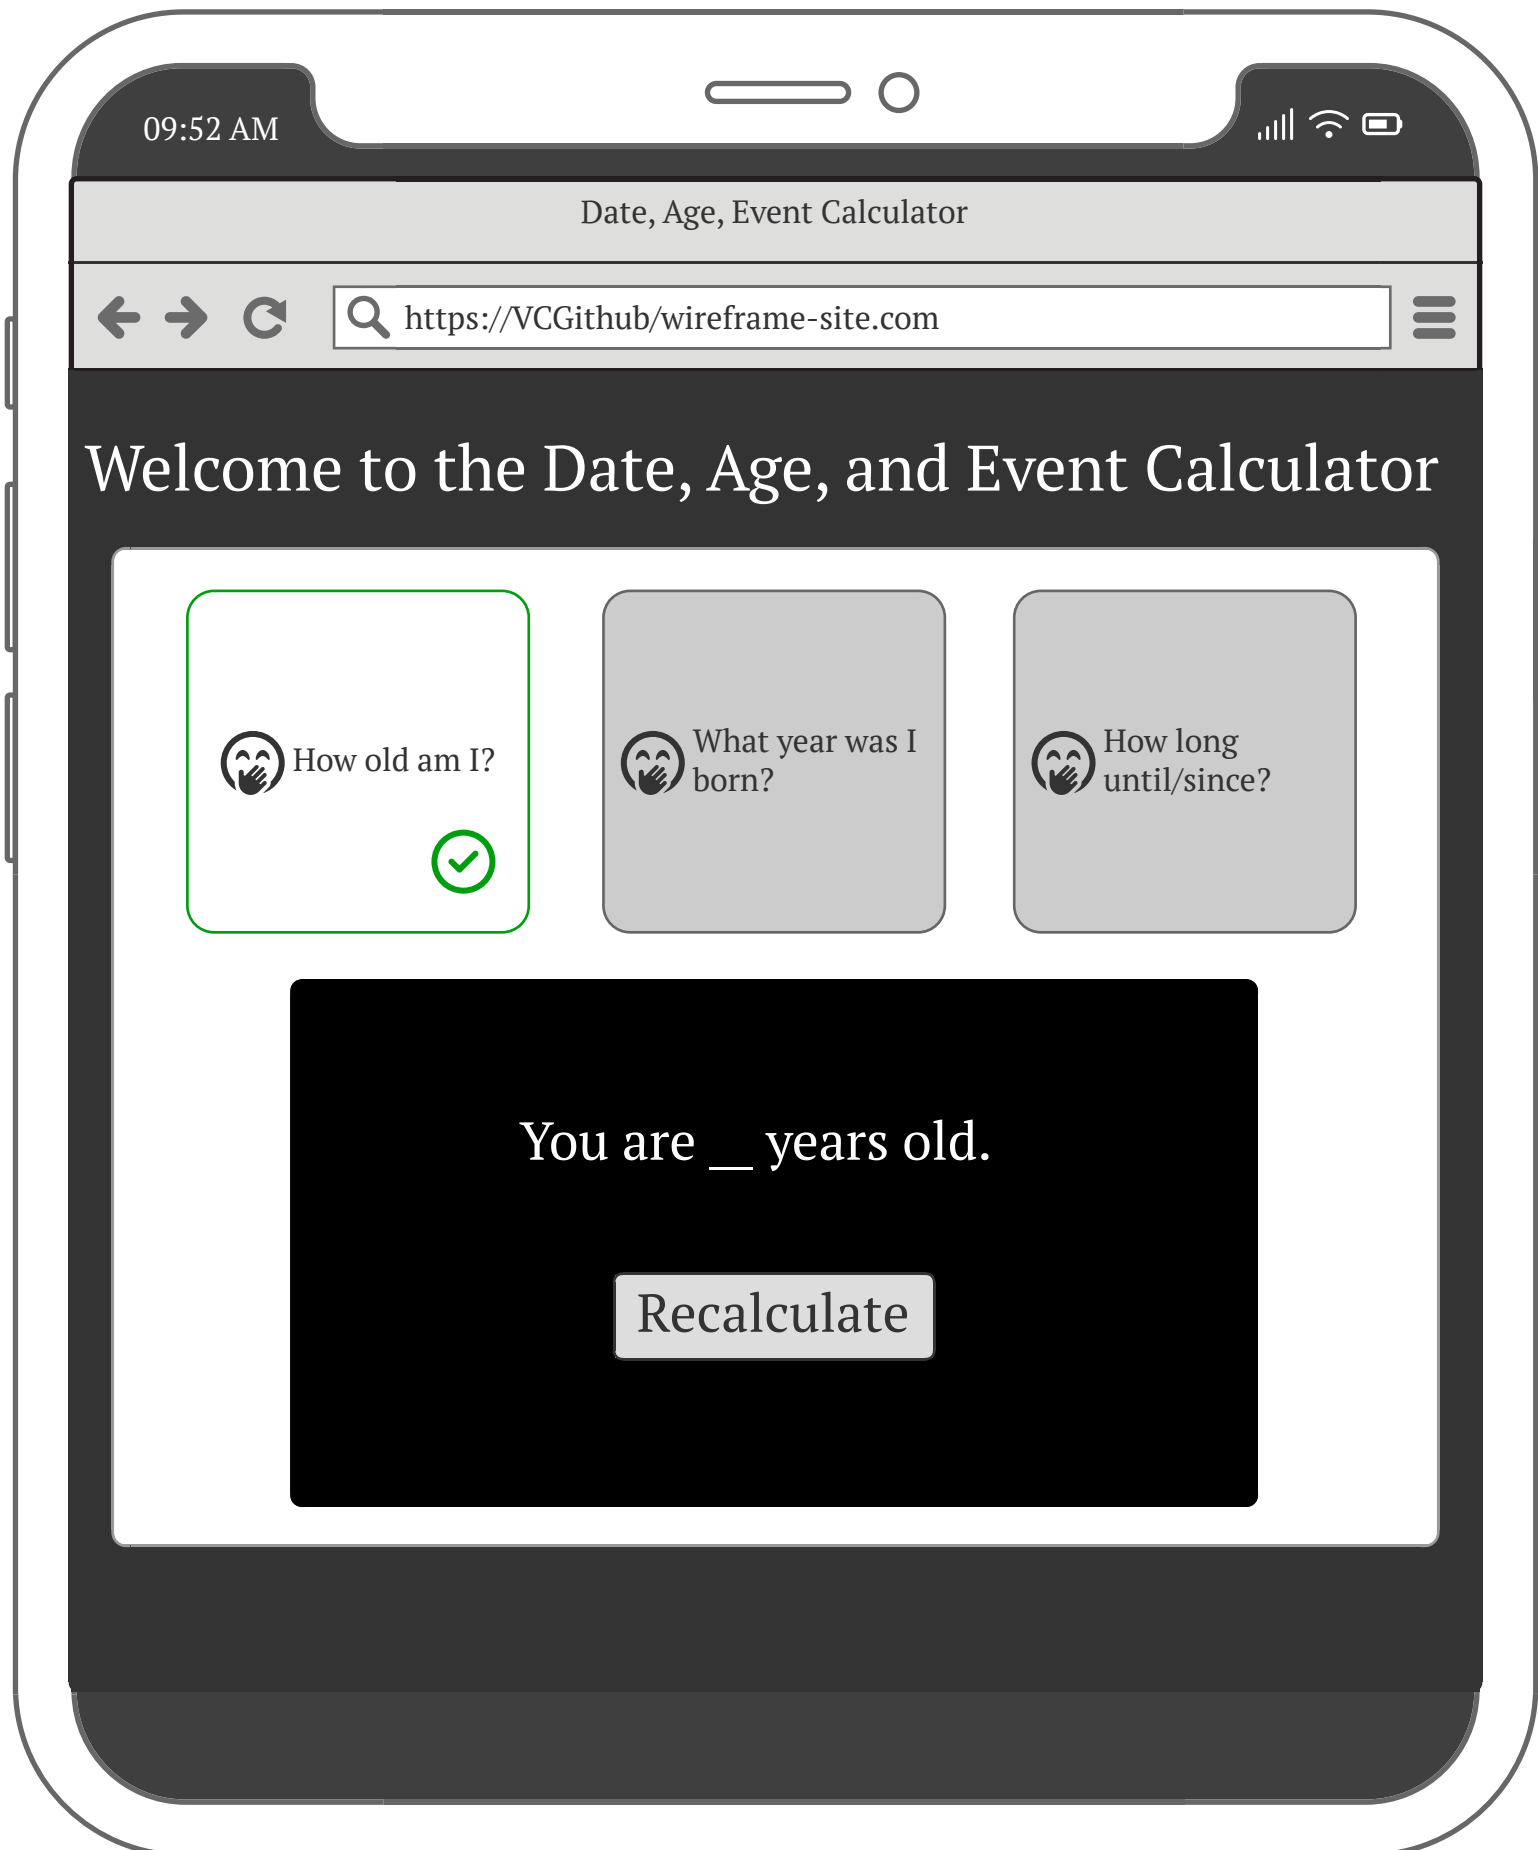 09:52 AM
Date, Age, Event Calculator
https://VCGithub/wireframe-site.com
Welcome to the Date, Age, and Event Calculator
How old am I?
What year was I
born?
How long
until/since?
You are __ years old.
Recalculate